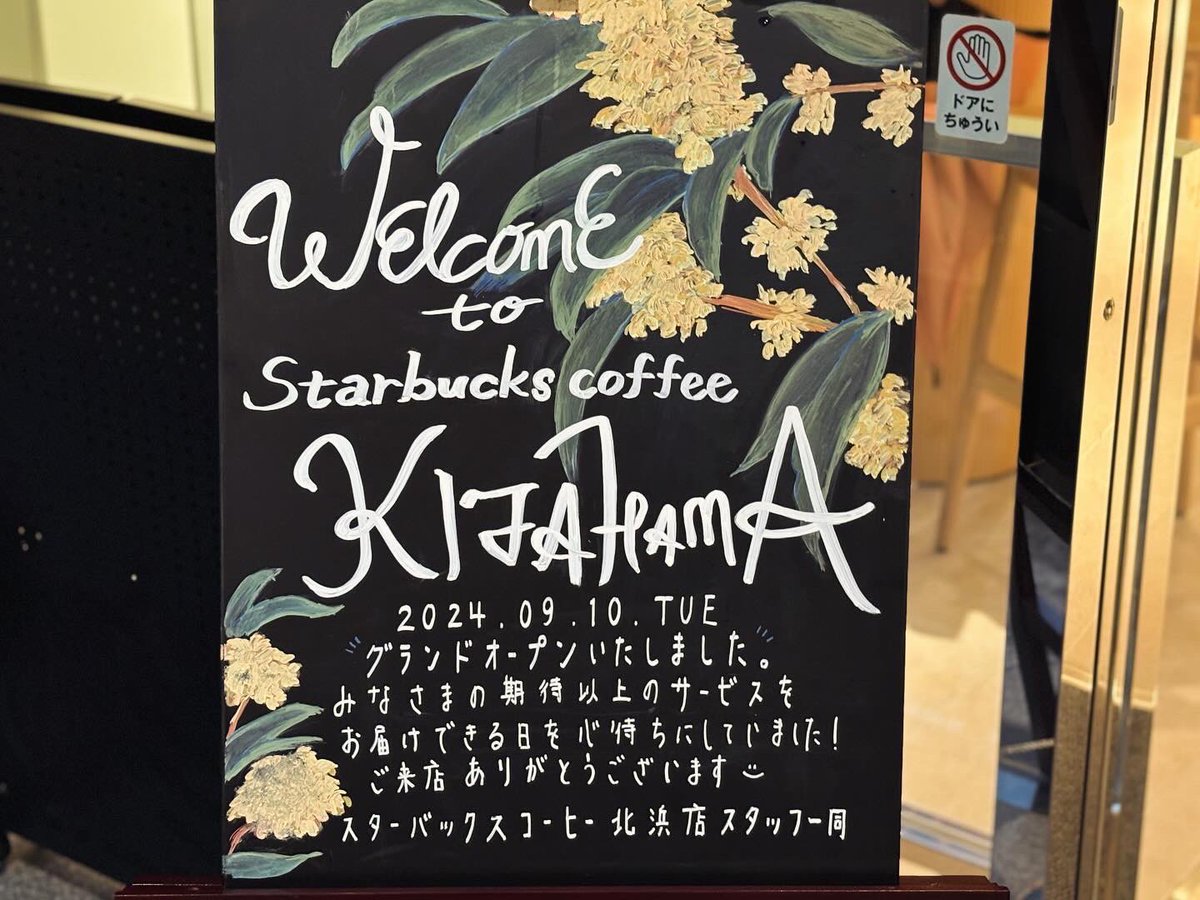 Welcome
to
Starbucks coffee
KITAHAMA
2024.09.10.TUE
グランドオープンいたしました。
みなさまの期待以上のサービスを
お届けできる日を心待ちにしていました!
ご来店ありがとうございます
スターバックスコーヒー北浜店スタッフ一同
ドアに
ちゅうい